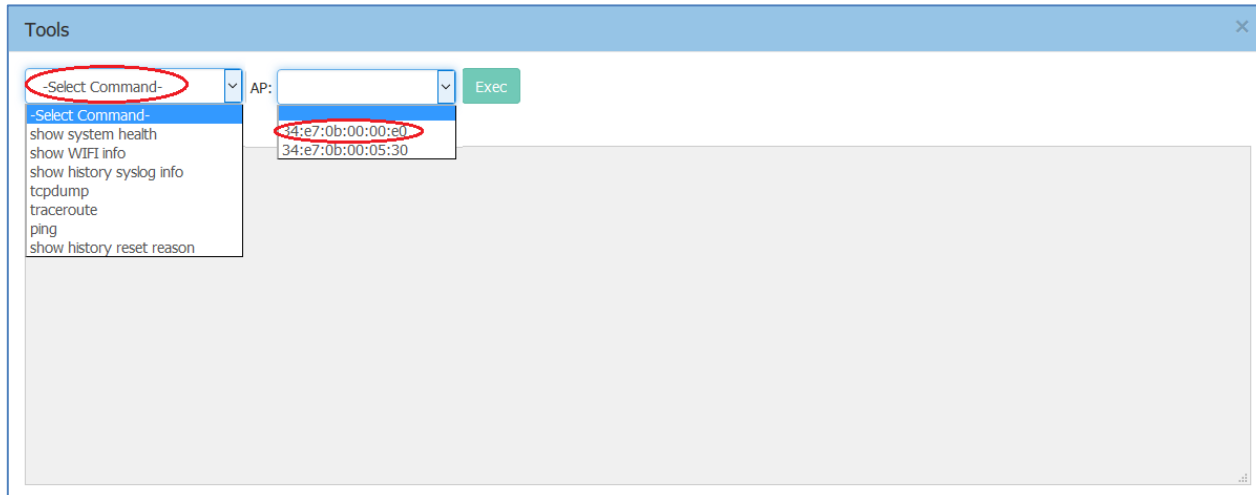 Tools
-Select Command- AP: Exec
-Select Command-
show system health
show WIFI info
show history syslog info
tcpdump
traceroute
ping
show history reset reason
34:e7:0b:00:00:e0
34:e7:0b:00:05:30